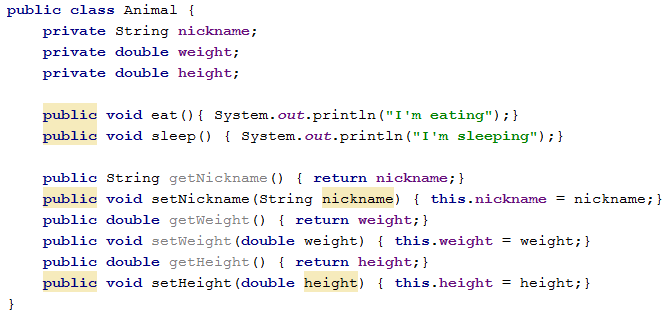 public class Animal {
    private String nickname;
    private double weight;
    private double height;

    public void eat(){ System.out.println("I'm eating");}
    public void sleep() { System.out.println("I'm sleeping");}

    public String getNickname() { return nickname;}
    public void setNickname(String nickname) { this.nickname = nickname;}
    public double getWeight() { return weight;}
    public void setWeight(double weight) { this.weight = weight;}
    public double getHeight() { return height;}
    public void setHeight(double height) { this.height = height;}
}